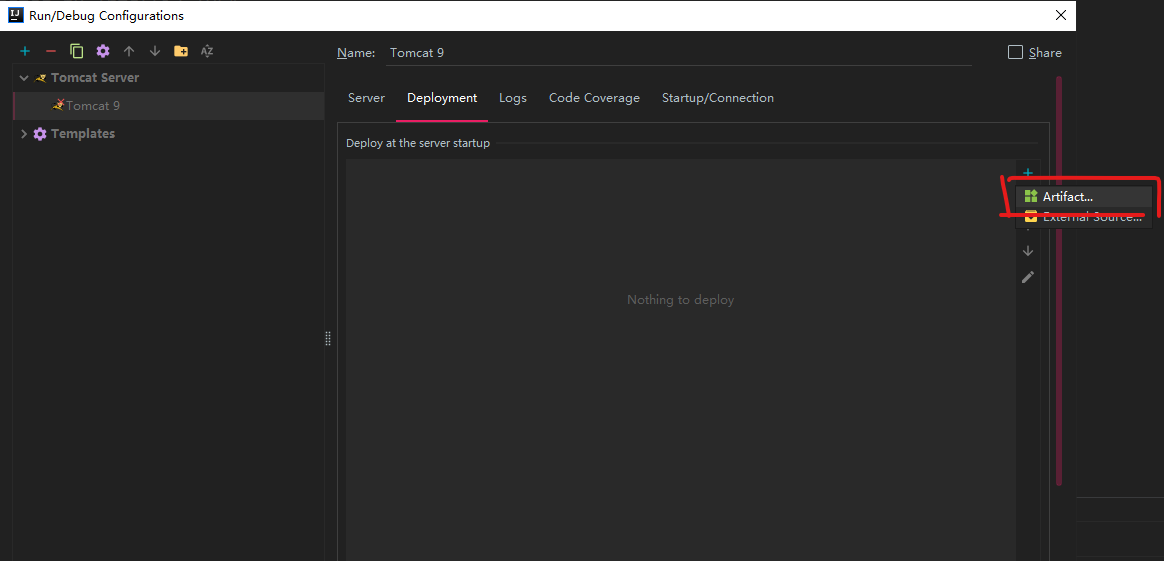 Run/Debug Configurations
Name: Tomcat 9
Share
Tomcat Server
Tomcat 9
Templates
Server Deployment Logs Code Coverage Startup/Connection
Deploy at the server startup
Artifact...
External Source...
Nothing to deploy